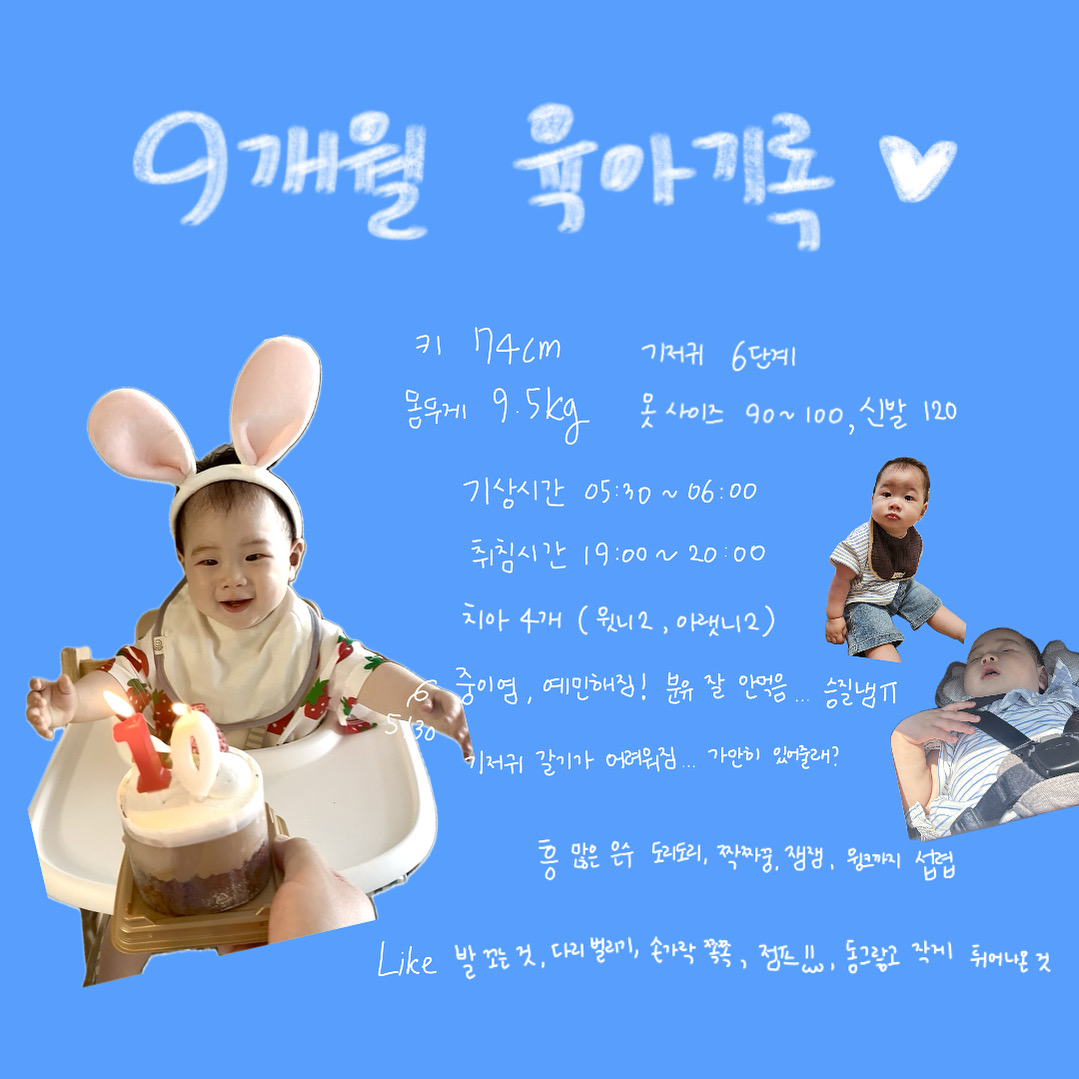 9개월 육아기록
키 74cm
기저귀 6단계
몸무게 9.5kg
옷 사이즈 90~100, 신발 120
기상시간 05:30~06:00
취침시간 19:00~20:00
치아 4개 (윗니2, 아랫니2)
중이염, 예민해짐! 분유 잘 안먹음... 승질냄ㅠ
기저귀 갈기가 어려워짐... 가만히 있어줄래?
흥 많은 은수 도리도리, 짝짜꿍, 잼잼, 윙크까지 섭렵
Like 발 꼬는 것, 다리 벌리기, 손가락 쪽쪽, 점프, 동그랗고 작게 튀어나온 것
10